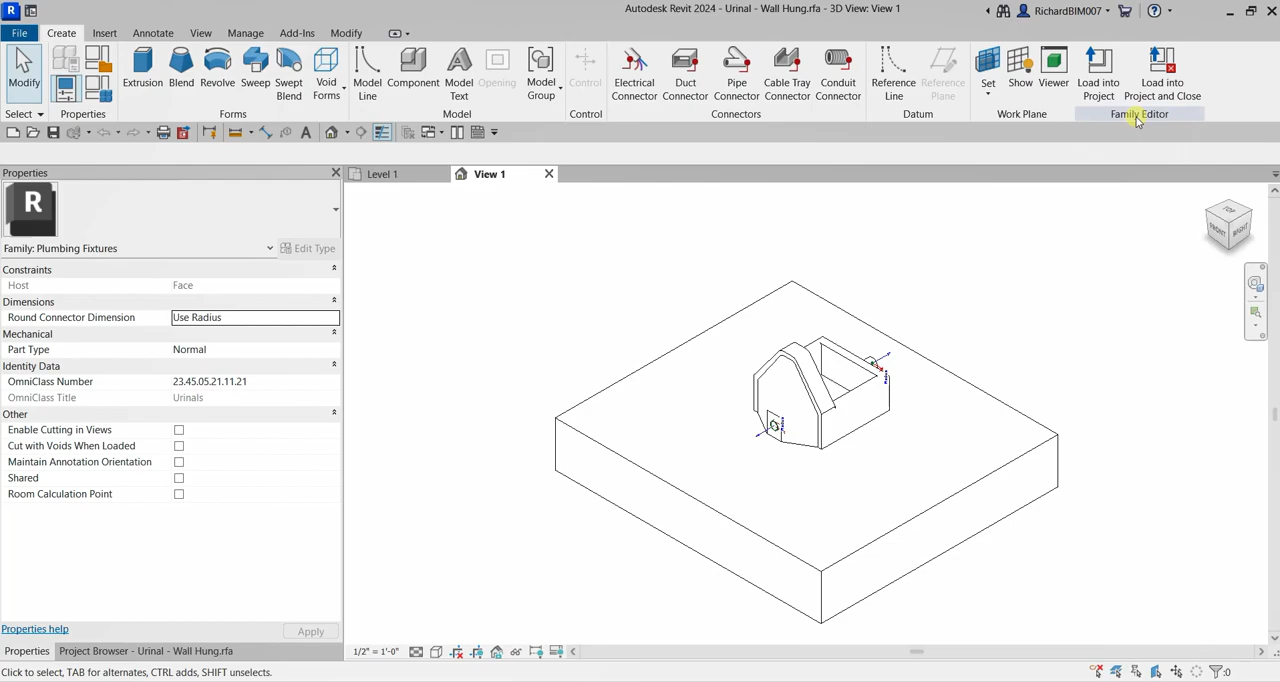 R
Autodesk Revit 2024 - Urinal - Wall Hung.rfa - 3D View: View 1
RichardBIM007
File Create Insert Annotate View Manage Add-Ins Modify
Modify
Extrusion Blend Revolve Sweep Swept Blend Void Forms
Model Line Component Model Text Opening Model Group
Control
Electrical Connector Duct Connector Pipe Connector Cable Tray Connector Conduit Connector
Reference Line Reference Plane
Set Show Viewer
Load into Project Load into Project and Close
Select Properties Forms Model Control Connectors Datum Work Plane Family Editor
Properties
Level 1
View 1
R
Family: Plumbing Fixtures
Edit Type
Constraints
Host Face
Dimensions
Round Connector Dimension Use Radius
Mechanical
Part Type Normal
Identity Data
OmniClass Number 23.45.05.21.11.21
OmniClass Title Urinals
Other
Enable Cutting in Views
Cut with Voids When Loaded
Maintain Annotation Orientation
Shared
Room Calculation Point
TOP
FRONT RIGHT
Properties help
Apply
Properties Project Browser - Urinal - Wall Hung.rfa
1/2" = 1'-0"
Click to select, TAB for alternates, CTRL adds, SHIFT unselects.
:0